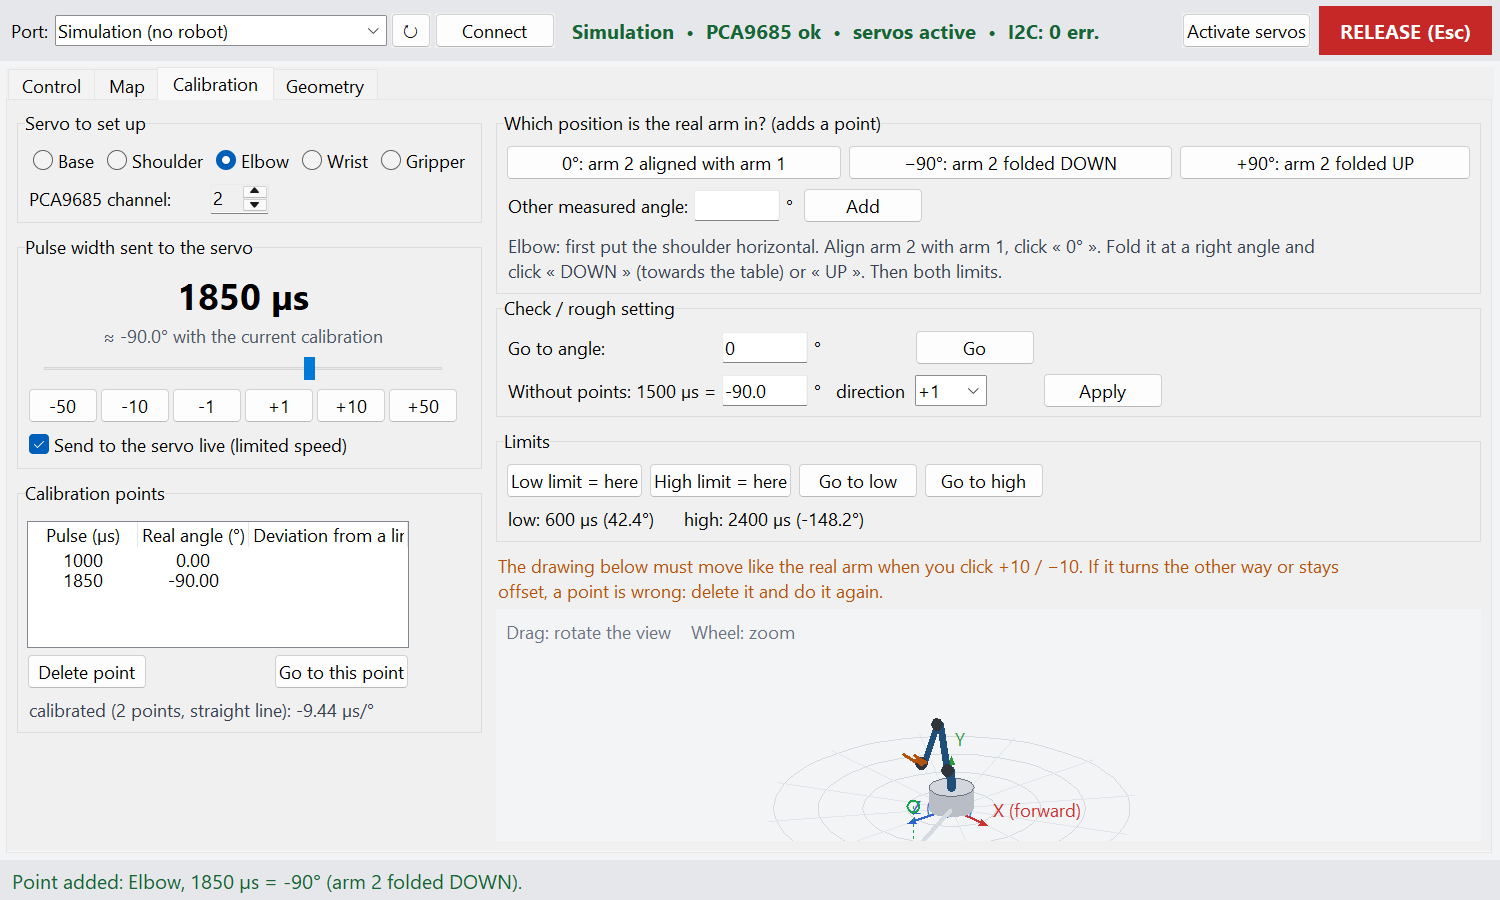 Port: Simulation (no robot) Connect Simulation • PCA9685 ok • servos active • I2C: 0 err. Activate servos RELEASE (Esc)
Control Map Calibration Geometry
Servo to set up
Base Shoulder Elbow Wrist Gripper
PCA9685 channel: 2
Pulse width sent to the servo
1850 µs
≈ -90.0° with the current calibration
-50 -10 -1 +1 +10 +50
Send to the servo live (limited speed)
Calibration points
Pulse (µs) Real angle (°) Deviation from a lin
1000 0.00
1850 -90.00
Delete point Go to this point
calibrated (2 points, straight line): -9.44 µs/°
Which position is the real arm in? (adds a point)
0°: arm 2 aligned with arm 1 −90°: arm 2 folded DOWN +90°: arm 2 folded UP
Other measured angle: ° Add
Elbow: first put the shoulder horizontal. Align arm 2 with arm 1, click « 0° ». Fold it at a right angle and
click « DOWN » (towards the table) or « UP ». Then both limits.
Check / rough setting
Go to angle: 0 ° Go
Without points: 1500 µs = -90.0 ° direction +1 Apply
Limits
Low limit = here High limit = here Go to low Go to high
low: 600 µs (42.4°) high: 2400 µs (-148.2°)
The drawing below must move like the real arm when you click +10 / −10. If it turns the other way or stays
offset, a point is wrong: delete it and do it again.
Drag: rotate the view Wheel: zoom
Y
X (forward)
Point added: Elbow, 1850 µs = -90° (arm 2 folded DOWN).